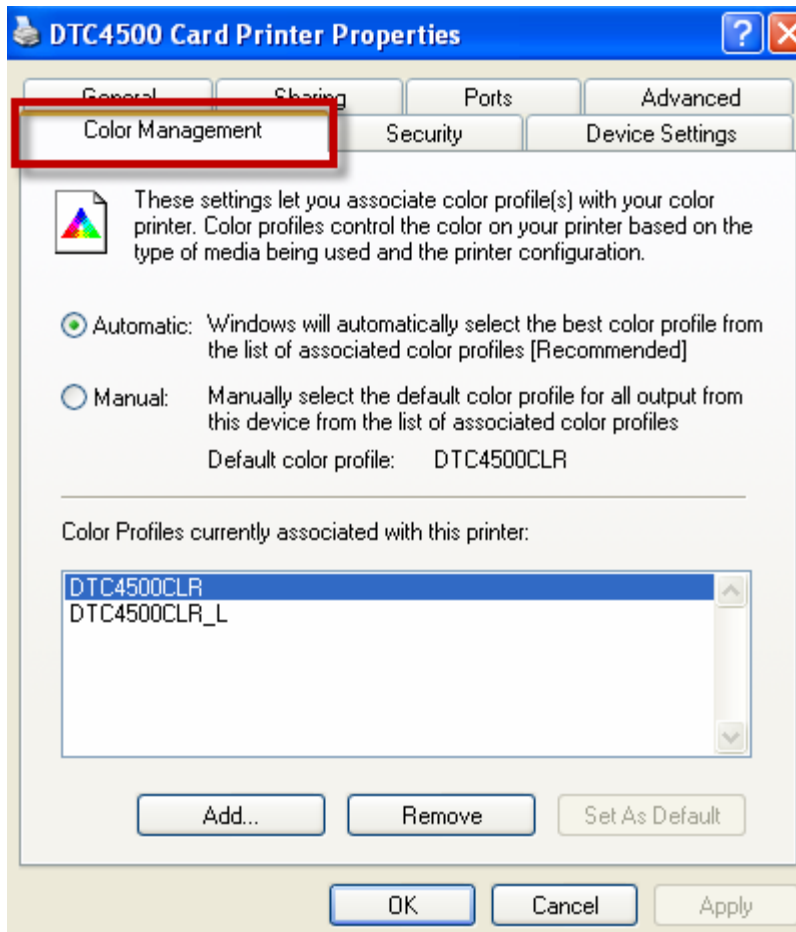 DTC4500 Card Printer Properties
General Sharing Ports Advanced
Color Management Security Device Settings
These settings let you associate color profile(s) with your color
printer. Color profiles control the color on your printer based on the
type of media being used and the printer configuration.
Automatic: Windows will automatically select the best color profile from
the list of associated color profiles [Recommended]
Manual: Manually select the default color profile for all output from
this device from the list of associated color profiles
Default color profile: DTC4500CLR
Color Profiles currently associated with this printer:
DTC4500CLR
DTC4500CLR_L
Add... Remove Set As Default
OK Cancel Apply